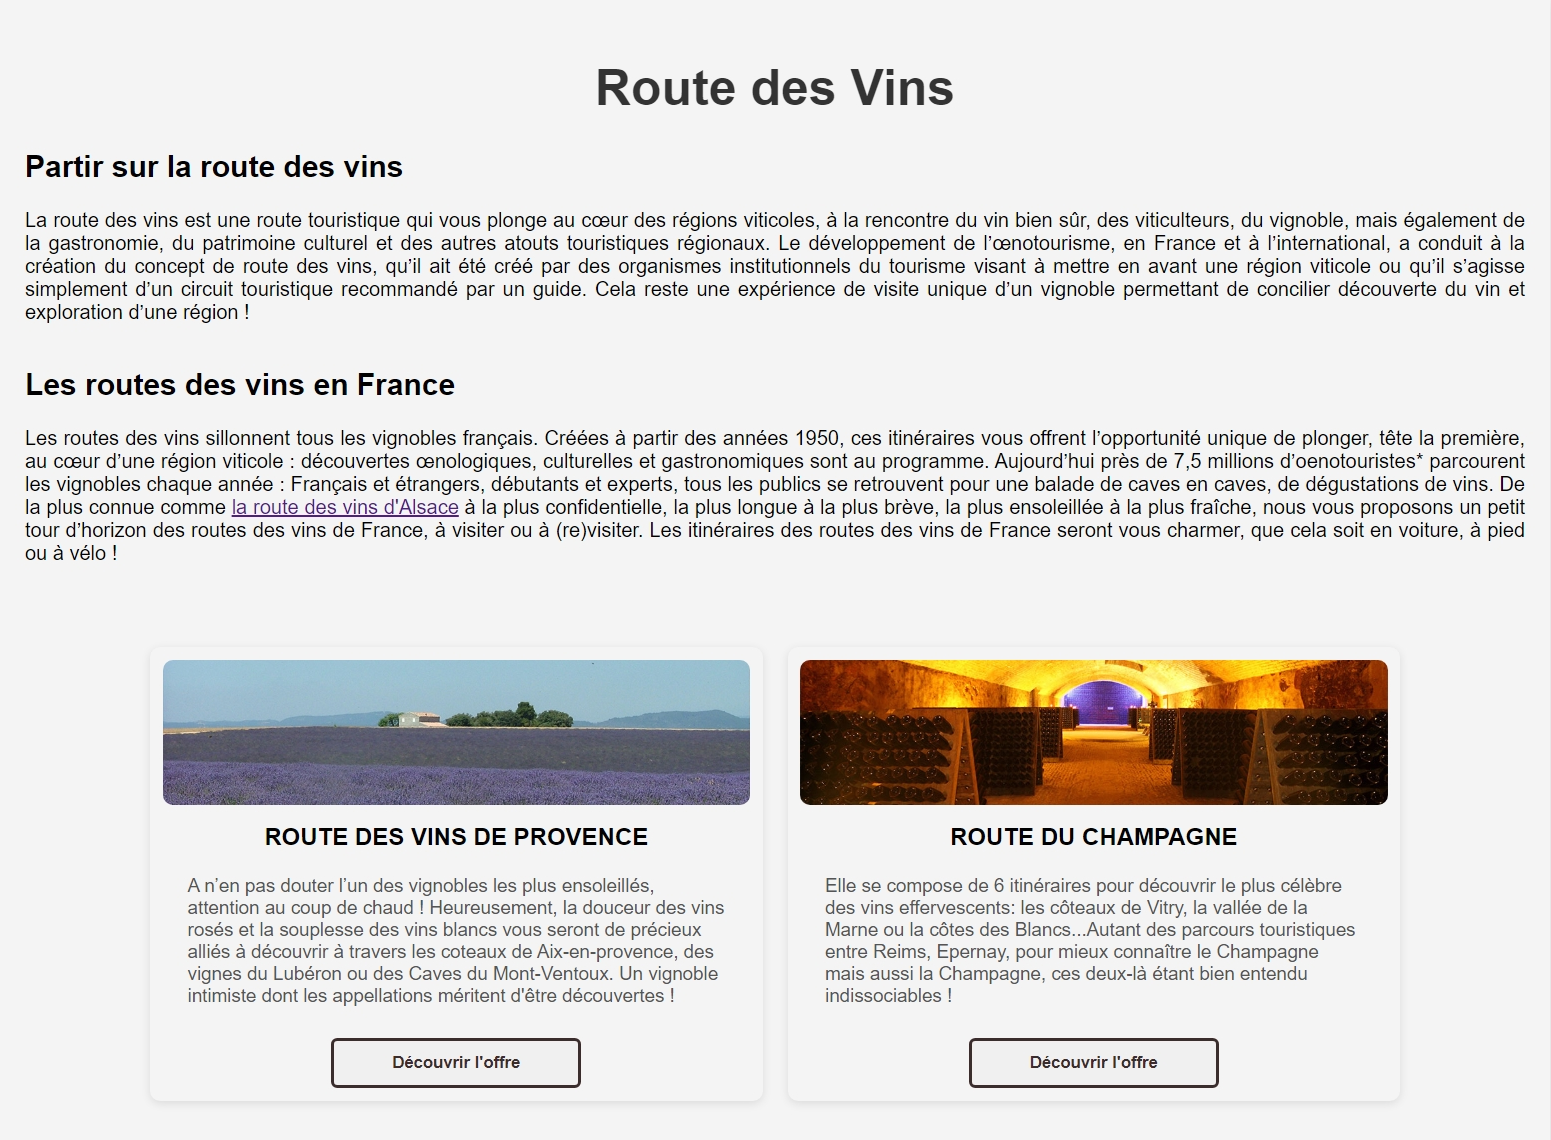 Route des Vins
Partir sur la route des vins
La route des vins est une route touristique qui vous plonge au cœur des régions viticoles, à la rencontre du vin bien sûr, des viticulteurs, du vignoble, mais également de
la gastronomie, du patrimoine culturel et des autres atouts touristiques régionaux. Le développement de l’œnotourisme, en France et à l’international, a conduit à la
création du concept de route des vins, qu’il ait été créé par des organismes institutionnels du tourisme visant à mettre en avant une région viticole ou qu’il s’agisse
simplement d’un circuit touristique recommandé par un guide. Cela reste une expérience de visite unique d’un vignoble permettant de concilier découverte du vin et
exploration d’une région !
Les routes des vins en France
Les routes des vins sillonnent tous les vignobles français. Créées à partir des années 1950, ces itinéraires vous offrent l’opportunité unique de plonger, tête la première,
au cœur d’une région viticole : découvertes œnologiques, culturelles et gastronomiques sont au programme. Aujourd’hui près de 7,5 millions d’oenotouristes* parcourent
les vignobles chaque année : Français et étrangers, débutants et experts, tous les publics se retrouvent pour une balade de caves en caves, de dégustations de vins. De
la plus connue comme la route des vins d'Alsace à la plus confidentielle, la plus longue à la plus brève, la plus ensoleillée à la plus fraîche, nous vous proposons un petit
tour d’horizon des routes des vins de France, à visiter ou à (re)visiter. Les itinéraires des routes des vins de France seront vous charmer, que cela soit en voiture, à pied
ou à vélo !
ROUTE DES VINS DE PROVENCE
A n’en pas douter l’un des vignobles les plus ensoleillés,
attention au coup de chaud ! Heureusement, la douceur des vins
rosés et la souplesse des vins blancs vous seront de précieux
alliés à découvrir à travers les coteaux de Aix-en-provence, des
vignes du Lubéron ou des Caves du Mont-Ventoux. Un vignoble
intimiste dont les appellations méritent d'être découvertes !
Découvrir l'offre
ROUTE DU CHAMPAGNE
Elle se compose de 6 itinéraires pour découvrir le plus célèbre
des vins effervescents: les côteaux de Vitry, la vallée de la
Marne ou la côtes des Blancs...Autant des parcours touristiques
entre Reims, Epernay, pour mieux connaître le Champagne
mais aussi la Champagne, ces deux-là étant bien entendu
indissociables !
Découvrir l'offre